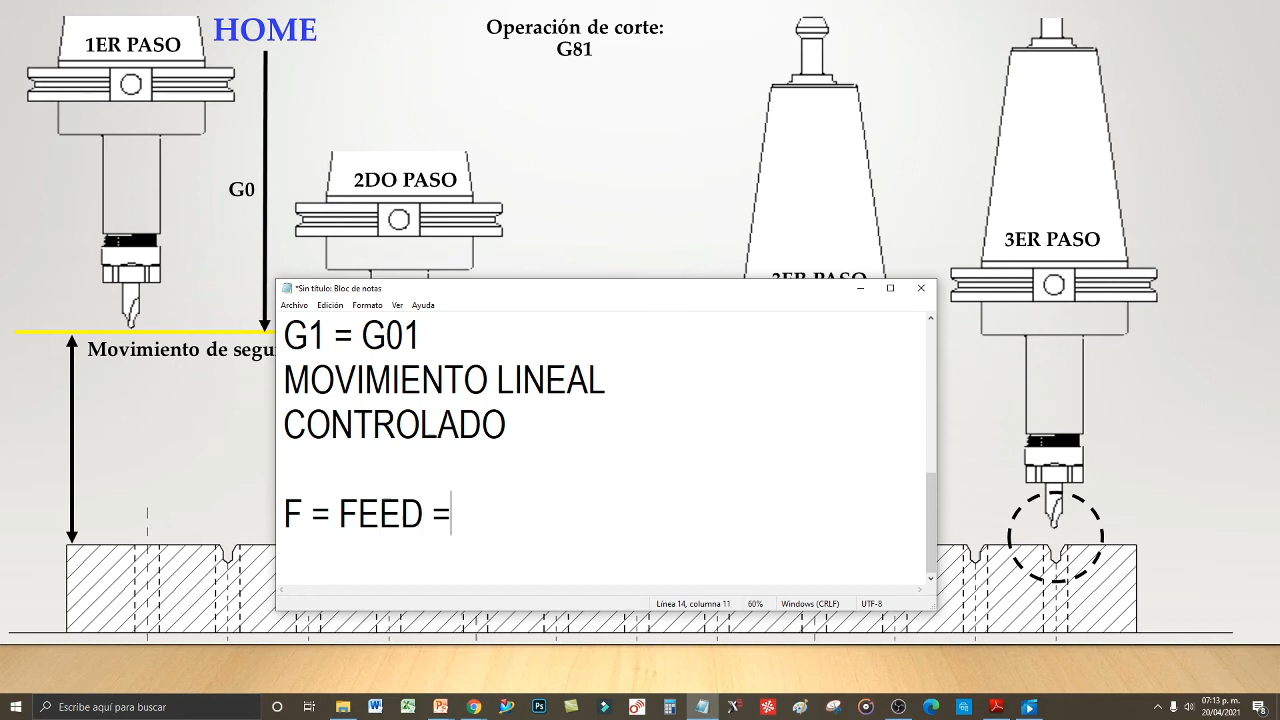 1ER PASO
HOME
Operación de corte:
G81
G0
2DO PASO
3ER PASO
Movimiento de segu
*Sin título: Bloc de notas
Archivo Edición Formato Ver Ayuda
G1 = G01
MOVIMIENTO LINEAL
CONTROLADO
F = FEED =
Línea 14, columna 11 60% Windows (CRLF) UTF-8
Escribe aquí para buscar
07:13 p. m.
20/04/2021
8